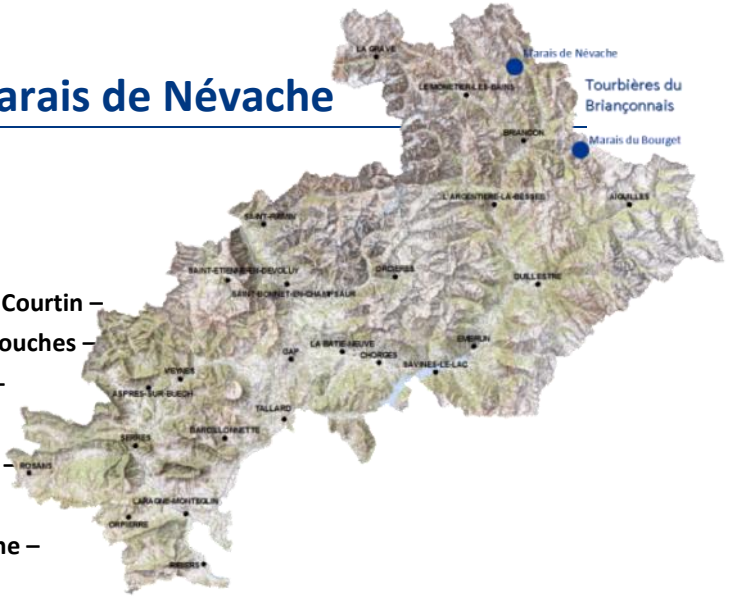 LA GRAVE
Marais de Névache
arais de Névache
LE MONETIER-LES-BAINS
Tourbières du
Briançonnais
BRIANCON
Marais du Bourget
L'ARGENTIERE-LA-BESSEE
AIGUILLES
SAINT-FIRMIN
SAINT-ETIENNE-EN-DEVOLUY
ORCIERES
GUILLESTRE
SAINT-BONNET-EN-CHAMPSAUR
Courtin –
ouches –
LA BATIE-NEUVE
EMBRUN
GAP
CHORGES
SAVINES-LE-LAC
VEYNES
–
ASPRES-SUR-BUECH
TALLARD
BARCILLONNETTE
SERRES
–
ROSANS
LARAGNE-MONTEGLIN
ORPIERRE
ne –
RIBIERS